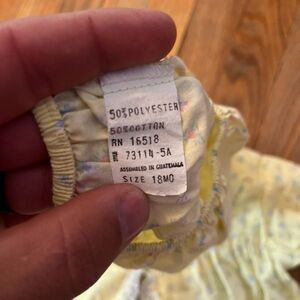 50% POLYESTER
50% COTTON
RN 16518
73114-5A
ASSEMBLED IN GUATEMALA
SIZE 18MO